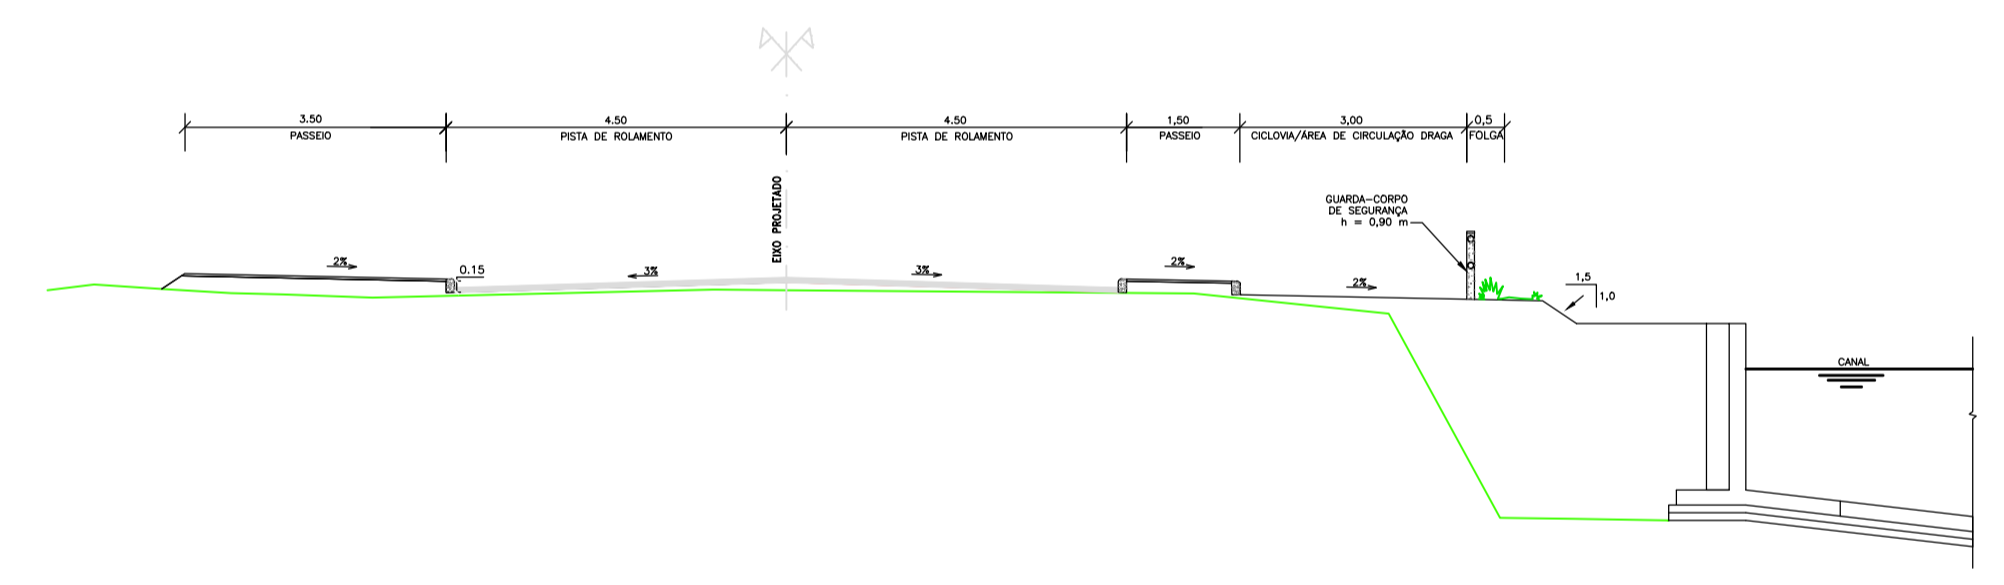 3.50
PASSEIO
4.50
PISTA DE ROLAMENTO
4.50
PISTA DE ROLAMENTO
1,50
PASSEIO
3,00
CICLOVIA/ÁREA DE CIRCULAÇÃO DRAGA
0,5
FOLGA
EIXO PROJETADO
GUARDA-CORPO
DE SEGURANÇA
h = 0,90 m
2%
0.15
3%
3%
2%
2%
1,5
1,0
CANAL